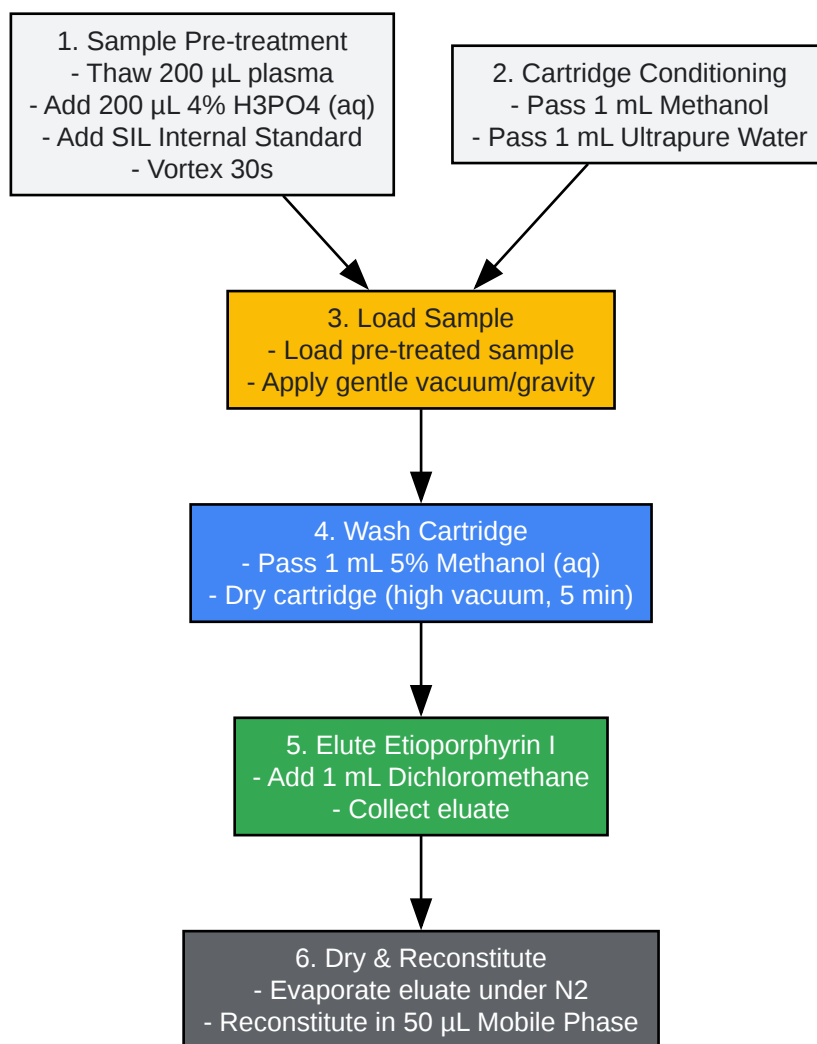 1. Sample Pre-treatment
- Thaw 200 µL plasma
- Add 200 µL 4% H3PO4 (aq)
- Add SIL Internal Standard
- Vortex 30s
2. Cartridge Conditioning
- Pass 1 mL Methanol
- Pass 1 mL Ultrapure Water
3. Load Sample
- Load pre-treated sample
- Apply gentle vacuum/gravity
4. Wash Cartridge
- Pass 1 mL 5% Methanol (aq)
- Dry cartridge (high vacuum, 5 min)
5. Elute Etioporphyrin I
- Add 1 mL Dichloromethane
- Collect eluate
6. Dry & Reconstitute
- Evaporate eluate under N2
- Reconstitute in 50 µL Mobile Phase